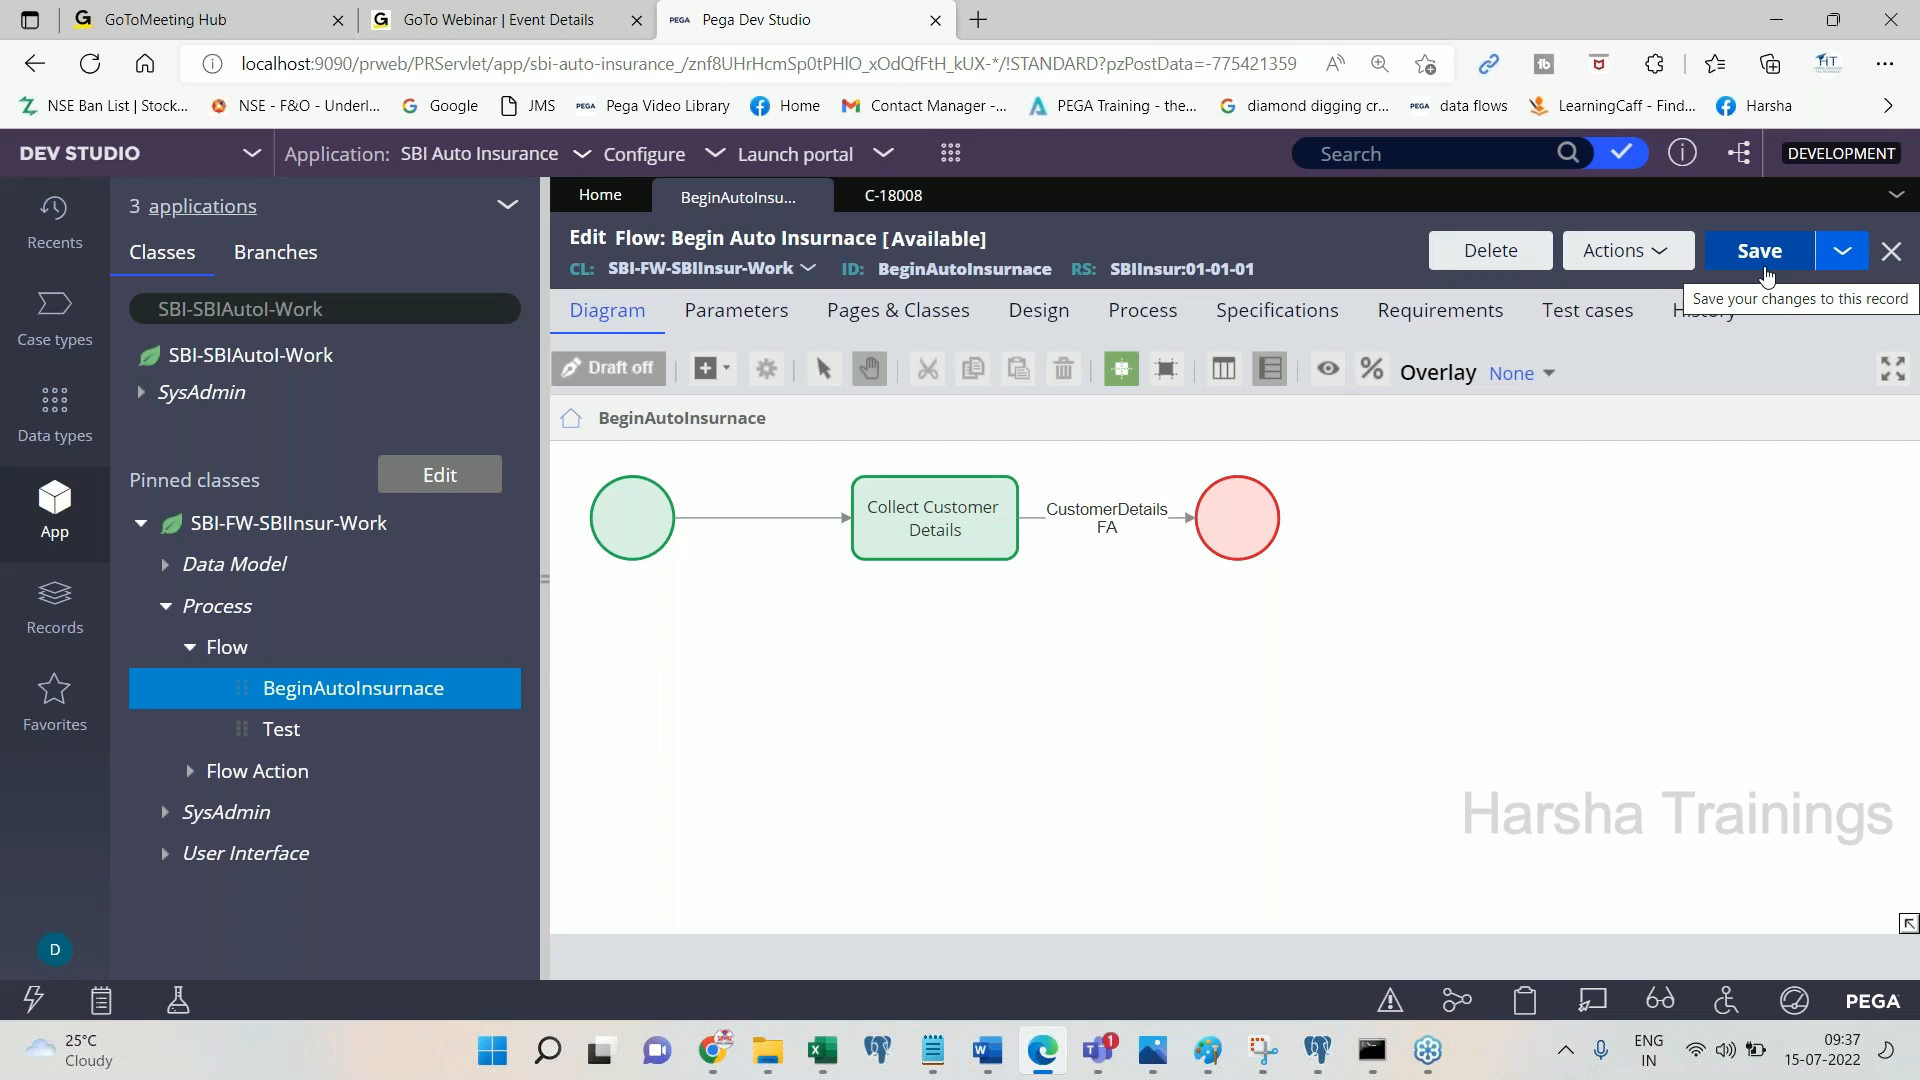 GoToMeeting Hub
GoTo Webinar | Event Details
PEGA Pega Dev Studio
localhost:9090/prweb/PRServlet/app/sbi-auto-insurance_/znf8UHrHcmSp0tPHlO_xOdQfFtH_kUX-*/!STANDARD?pzPostData=-775421359
NSE Ban List | Stock...
NSE - F&O - Underl...
Google
JMS
PEGA Pega Video Library
Home
Contact Manager -...
PEGA Training - the...
diamond digging cr...
PEGA data flows
LearningCaff - Find...
Harsha
DEV STUDIO
Application: SBI Auto Insurance
Configure
Launch portal
Search
DEVELOPMENT
Recents
Case types
Data types
App
Records
Favorites
D
3 applications
Classes
Branches
SBI-SBIAutoI-Work
SBI-SBIAutoI-Work
SysAdmin
Pinned classes
Edit
SBI-FW-SBIInsur-Work
Data Model
Process
Flow
BeginAutoInsurnace
Test
Flow Action
SysAdmin
User Interface
Home
BeginAutoInsu...
C-18008
Edit Flow: Begin Auto Insurnace [Available]
CL: SBI-FW-SBIInsur-Work ID: BeginAutoInsurnace RS: SBIInsur:01-01-01
Delete
Actions
Save
Save your changes to this record
Diagram
Parameters
Pages & Classes
Design
Process
Specifications
Requirements
Test cases
History
Draft off
Overlay None
BeginAutoInsurnace
Collect Customer
Details
CustomerDetails
FA
Harsha Trainings
PEGA
25°C
Cloudy
1
ENG
IN
09:37
15-07-2022